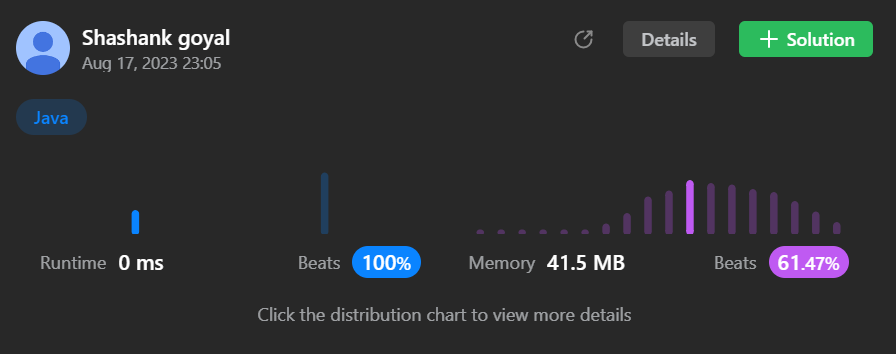 Shashank goyal
Aug 17, 2023 23:05
Details
Solution
Java
Runtime 0 ms
Beats 100%
Memory 41.5 MB
Beats 61.47%
Click the distribution chart to view more details